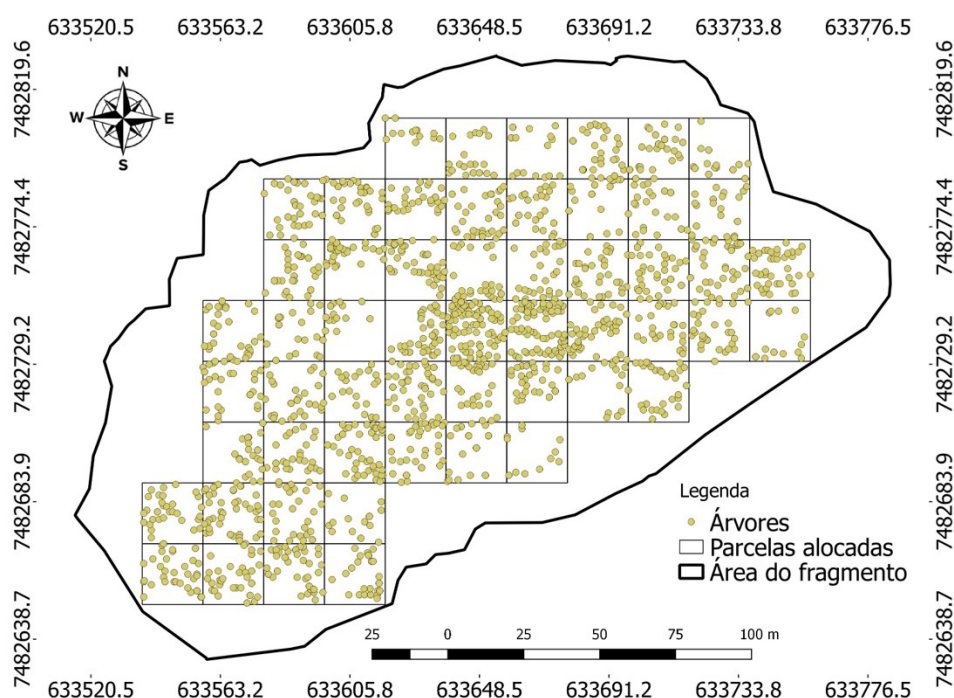 633520.5 633563.2 633605.8 633648.5 633691.2 633733.8 633776.5
7482819.6 7482819.6
N
W E
S
7482774.4 7482774.4
7482729.2 7482729.2
7482683.9 7482683.9
Legenda
Árvores
Parcelas alocadas
Área do fragmento
7482638.7 7482638.7
25 0 25 50 75 100 m
633520.5 633563.2 633605.8 633648.5 633691.2 633733.8 633776.5